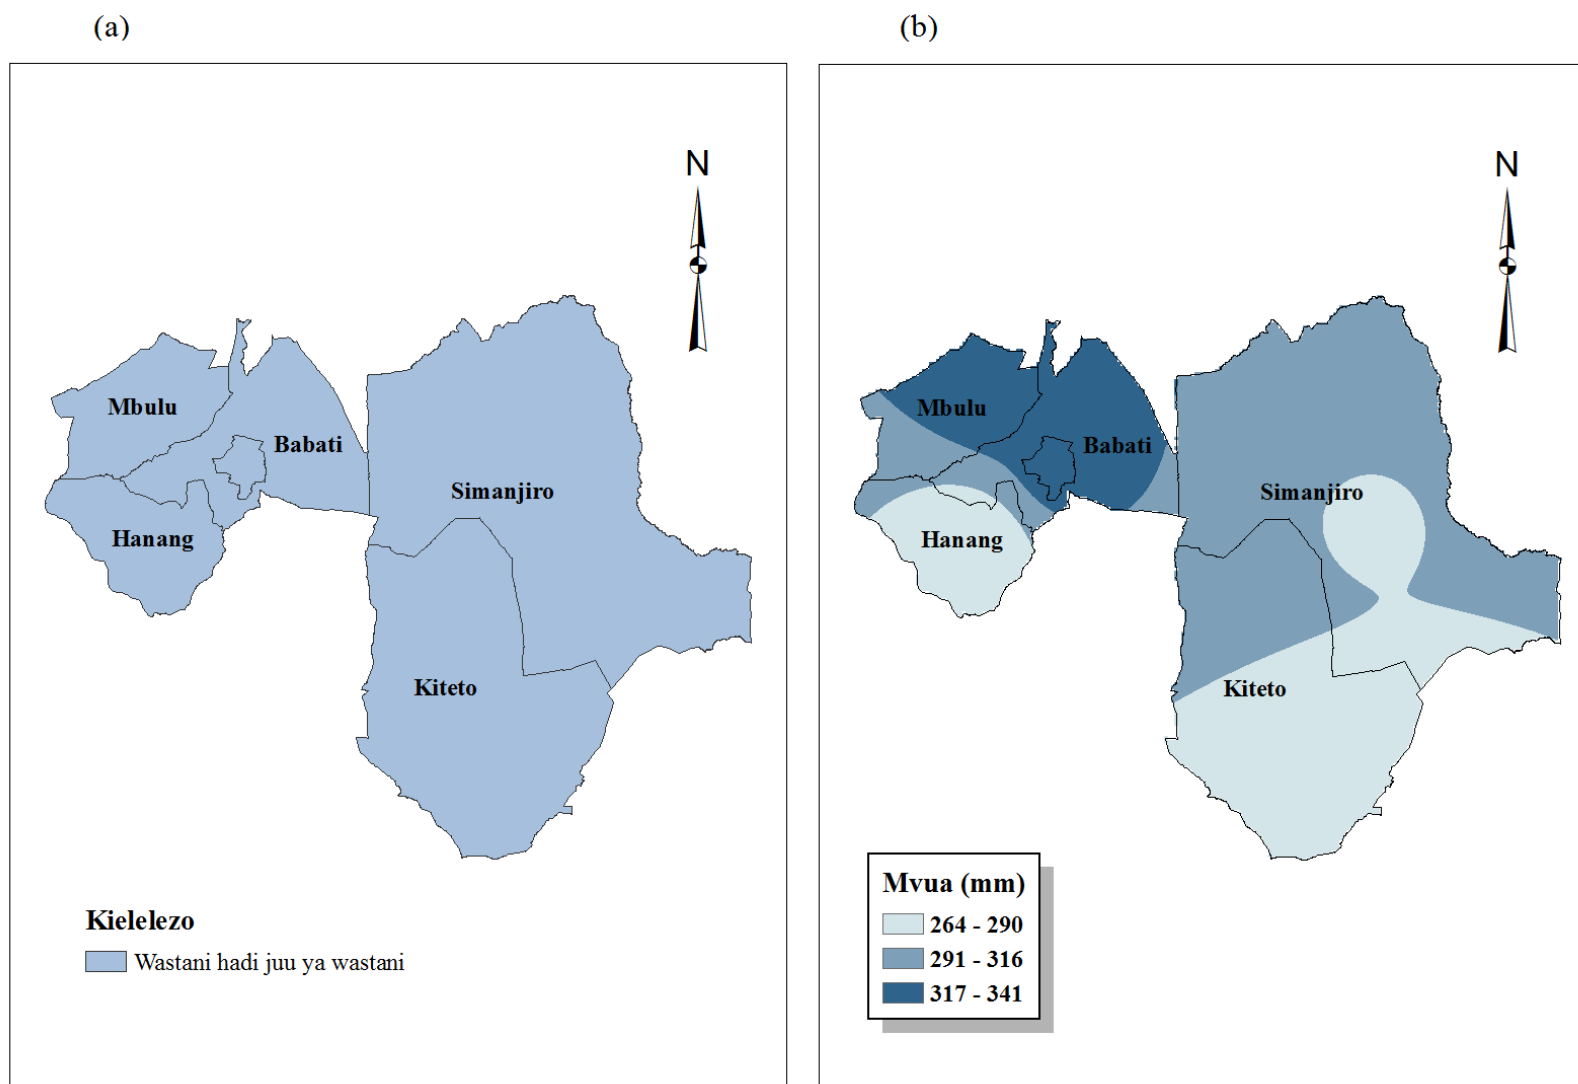 (a)
N
Mbulu
Babati
Simanjiro
Hanang
Kiteto
Kielelezo
Wastani hadi juu ya wastani
(b)
N
Mbulu
Babati
Simanjiro
Hanang
Kiteto
Mvua (mm)
264 - 290
291 - 316
317 - 341